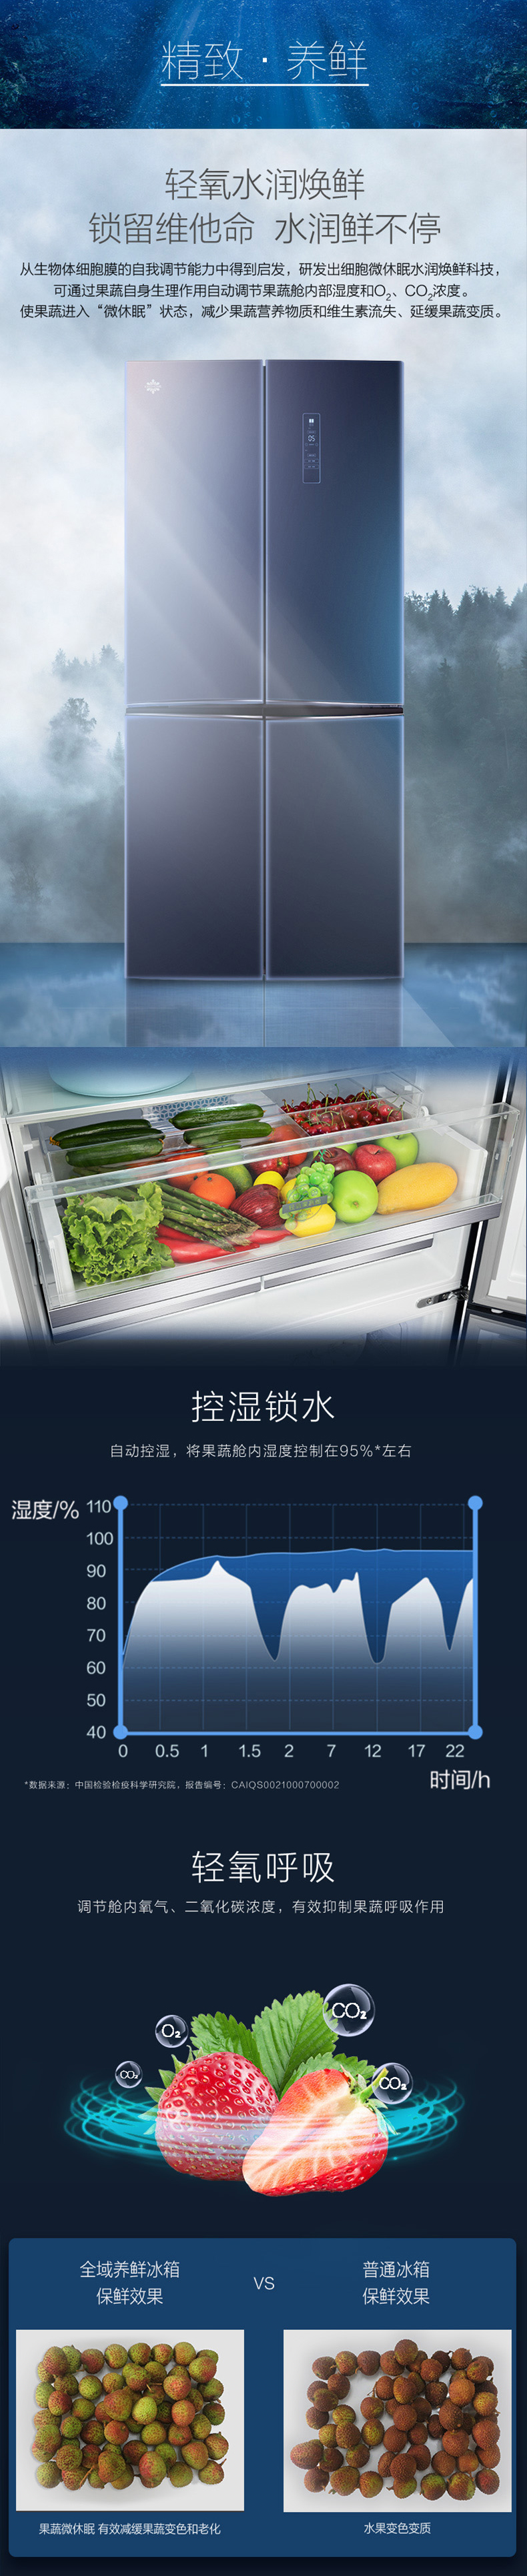 精致·养鲜
轻氧水润焕鲜
锁留维他命 水润鲜不停
从生物体细胞膜的自我调节能力中得到启发，研发出细胞微休眠水润焕鲜科技，
可通过果蔬自身生理作用自动调节果蔬舱内部湿度和O₂、CO₂浓度。
使果蔬进入“微休眠”状态，减少果蔬营养物质和维生素流失、延缓果蔬变质。
05
控湿锁水
自动控湿，将果蔬舱内湿度控制在95%*左右
湿度/%
110
100
90
80
70
60
50
40
0 0.5 1 1.5 2 7 12 17 22
时间/h
*数据来源：中国检验检疫科学研究院，报告编号：CAIQS0021000700002
轻氧呼吸
调节舱内氧气、二氧化碳浓度，有效抑制果蔬呼吸作用
CO₂
O₂
CO₂
CO₂
全域养鲜冰箱
保鲜效果
VS
普通冰箱
保鲜效果
果蔬微休眠 有效减缓果蔬变色和老化
水果变色变质